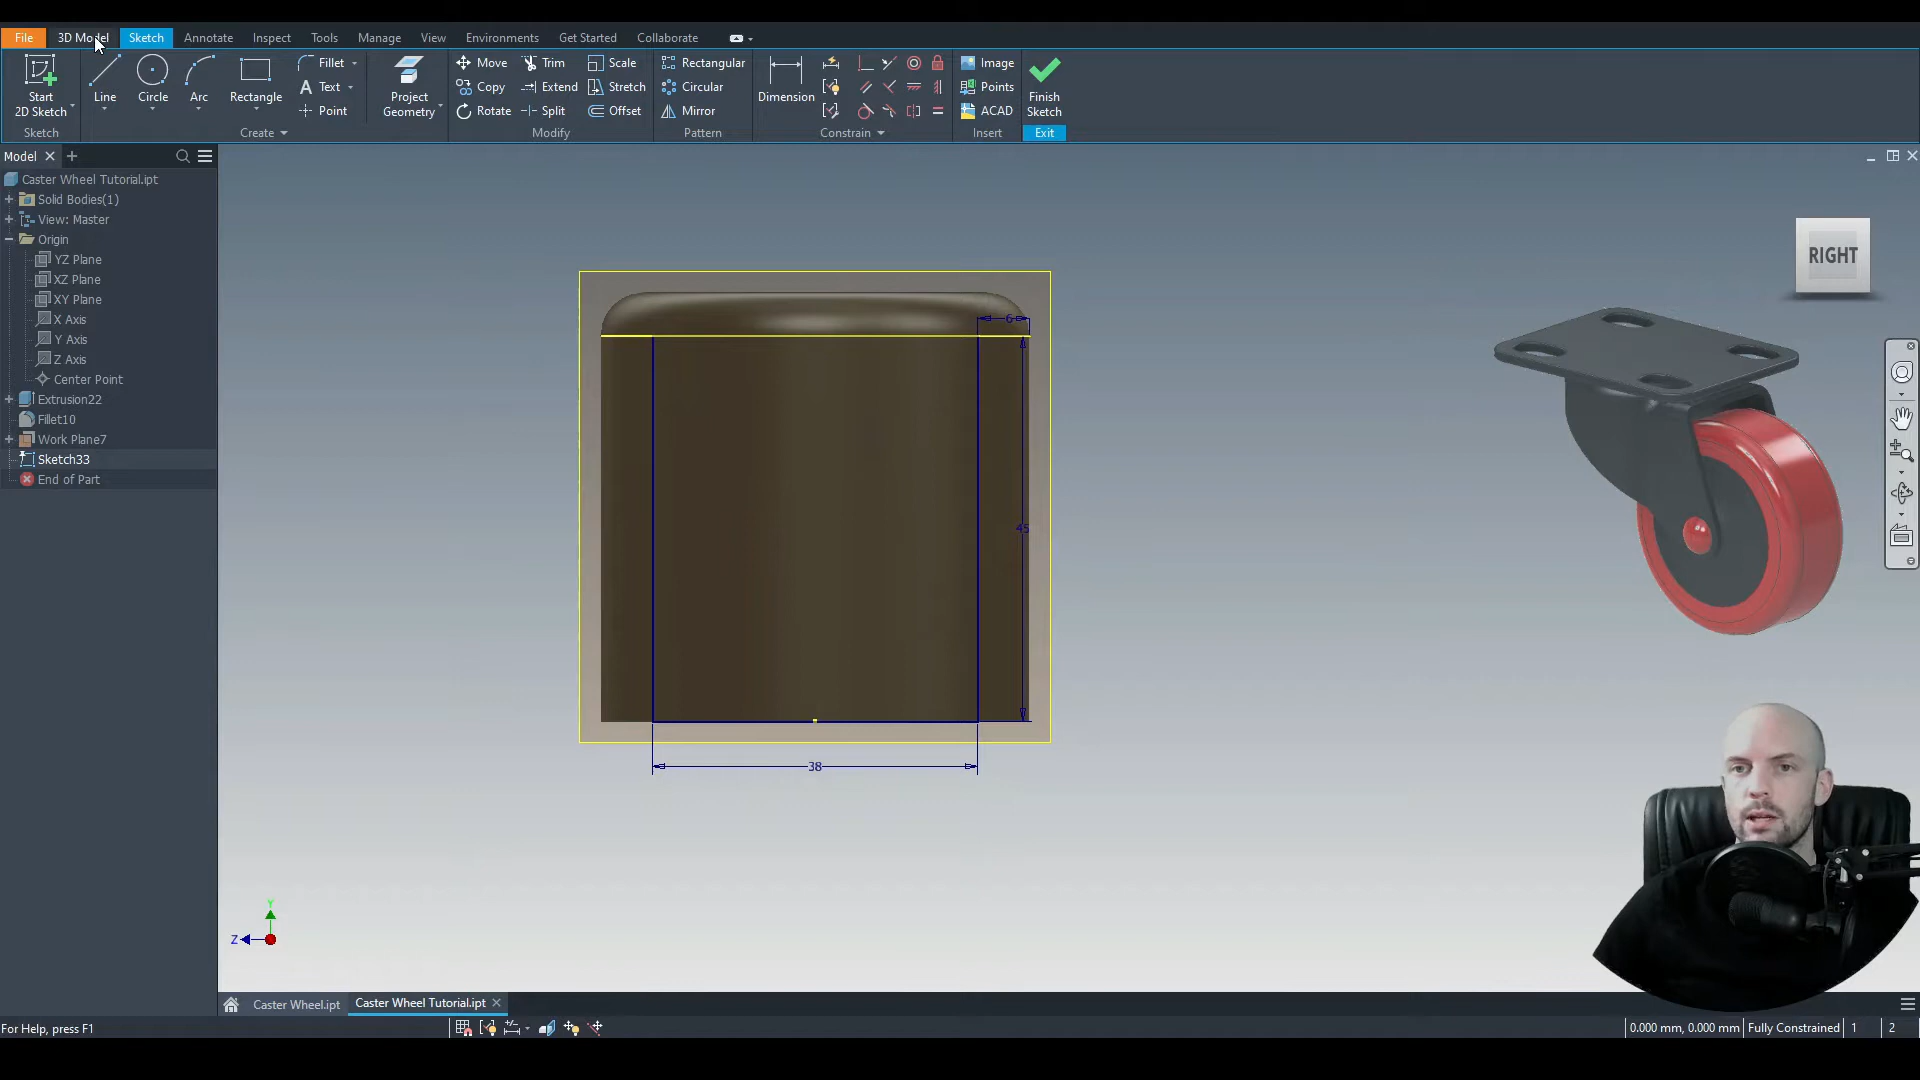 File 3D Model Sketch Annotate Inspect Tools Manage View Environments Get Started Collaborate
Start
2D Sketch
Line
Circle
Arc
Rectangle
Fillet
Text
Point
Project
Geometry
Move
Copy
Rotate
Trim
Extend
Split
Scale
Stretch
Offset
Rectangular
Circular
Mirror
Dimension
Image
Points
ACAD
Finish
Sketch
Sketch Create Modify Pattern Constrain Insert Exit
Model
Caster Wheel Tutorial.ipt
Solid Bodies(1)
View: Master
Origin
YZ Plane
XZ Plane
XY Plane
X Axis
Y Axis
Z Axis
Center Point
Extrusion22
Fillet10
Work Plane7
Sketch33
End of Part
RIGHT
6
45
38
Y
Z
Caster Wheel.ipt Caster Wheel Tutorial.ipt
For Help, press F1
0.000 mm, 0.000 mm Fully Constrained 1 2